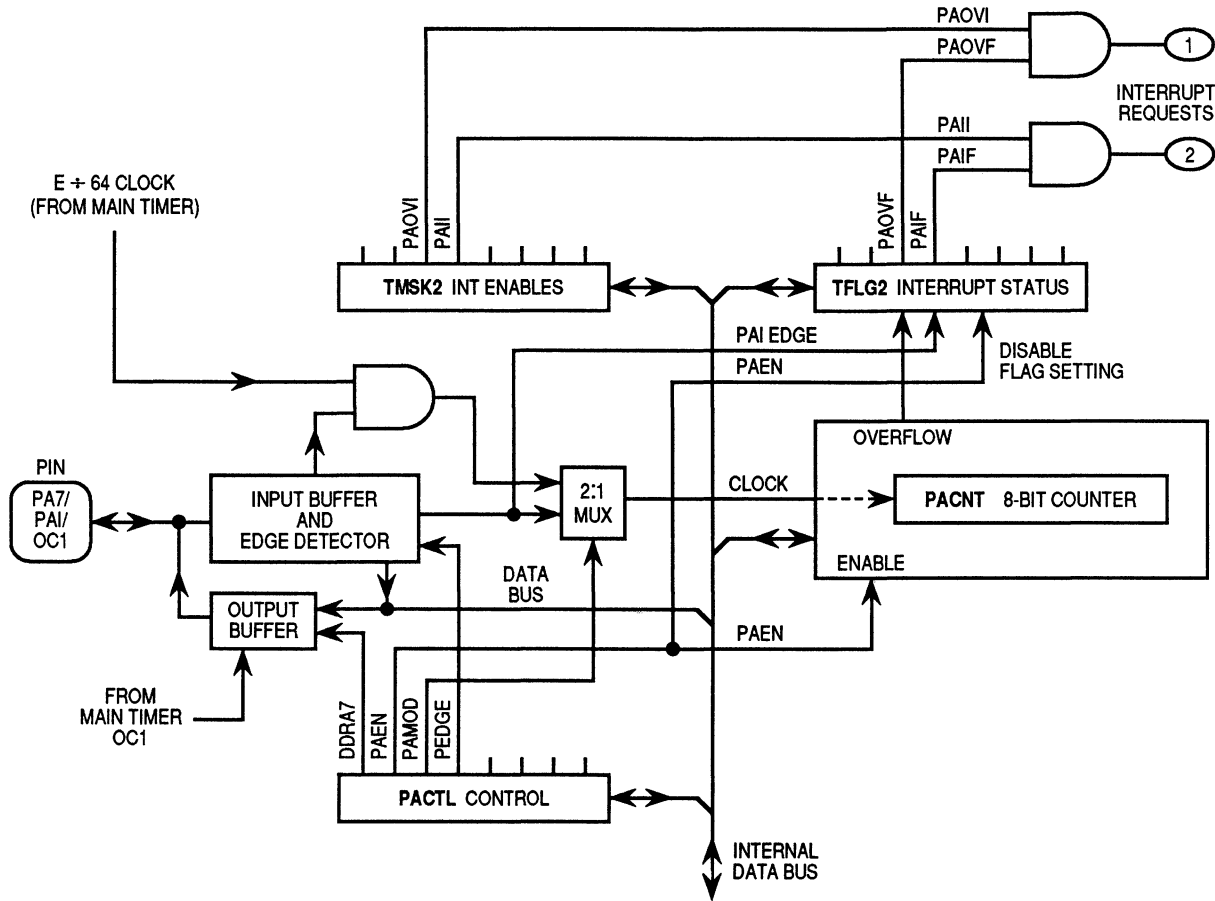 PAOVI
1
PAOVF
INTERRUPT
REQUESTS
PAII
2
PAIF
E ÷ 64 CLOCK
(FROM MAIN TIMER)
PAOVI
PAII
PAOVF
PAIF
TMSK2 INT ENABLES
TFLG2 INTERRUPT STATUS
PAI EDGE
DISABLE
FLAG SETTING
PAEN
OVERFLOW
PIN
PA7/
PAI/
OC1
INPUT BUFFER
AND
EDGE DETECTOR
2:1
MUX
CLOCK
PACNT 8-BIT COUNTER
ENABLE
DATA
BUS
OUTPUT
BUFFER
PAEN
FROM
MAIN TIMER
OC1
DDRA7
PAEN
PAMOD
PEDGE
PACTL CONTROL
INTERNAL
DATA BUS